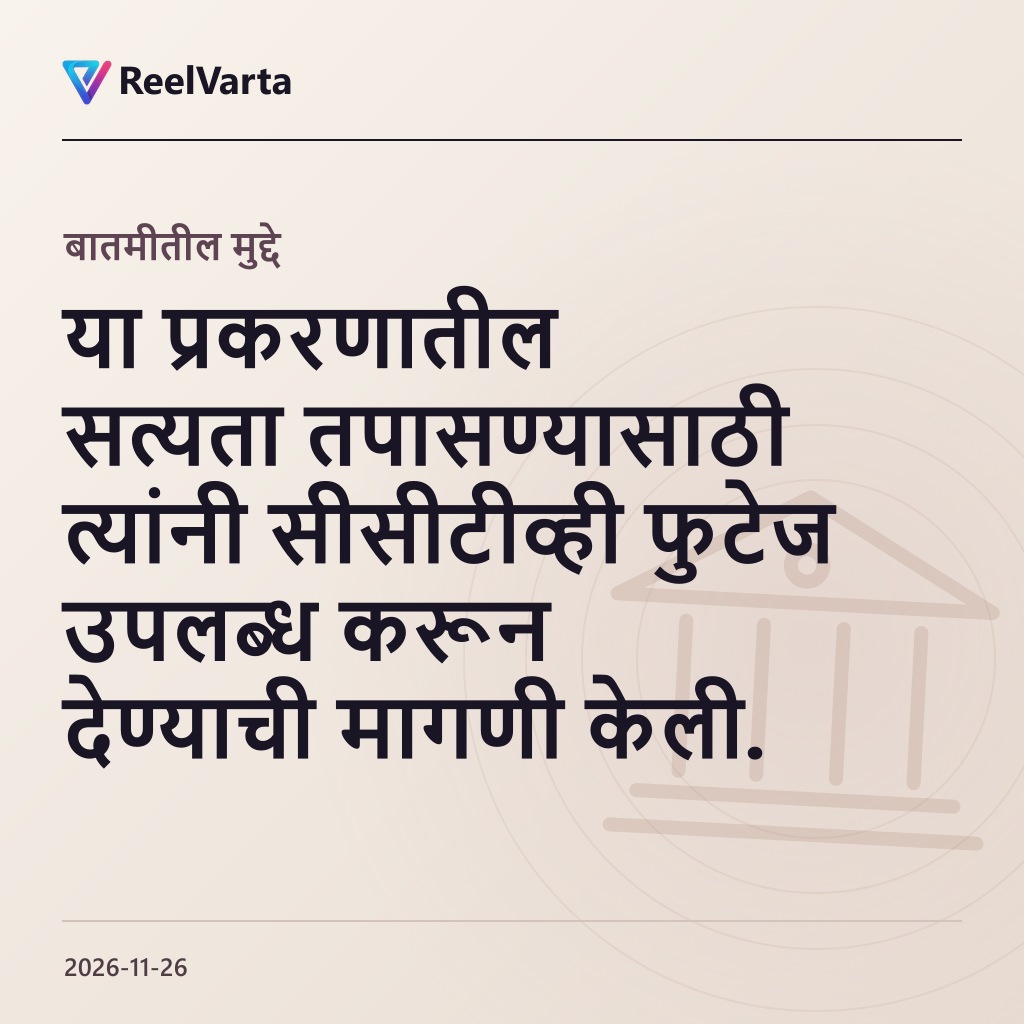 ReelVarta
बातमीतील मुद्दे
या प्रकरणातील
सत्यता तपासण्यासाठी
त्यांनी सीसीटीव्ही फुटेज
उपलब्ध करून
देण्याची मागणी केली.
2026-11-26